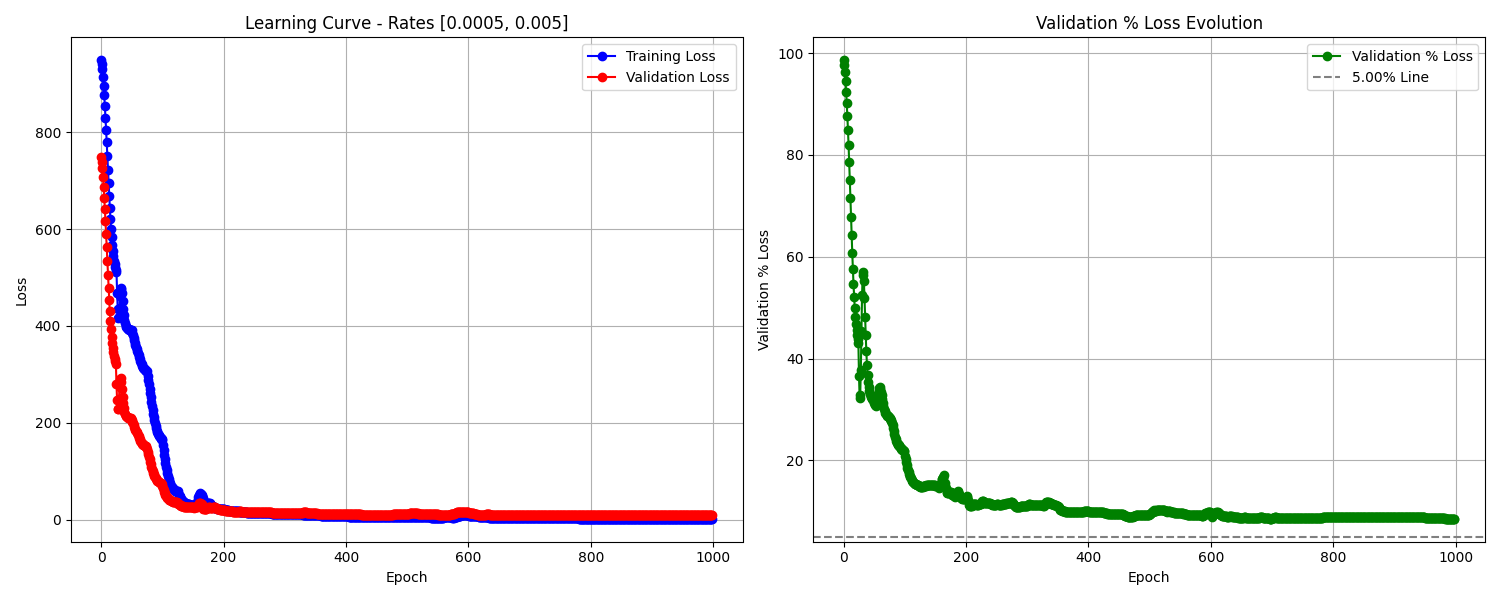 Learning Curve - Rates [0.0005, 0.005]
Training Loss
Validation Loss
Loss
800
600
400
200
0
0 200 400 600 800 1000
Epoch
Validation % Loss Evolution
Validation % Loss
5.00% Line
Validation % Loss
100
80
60
40
20
0 200 400 600 800 1000
Epoch